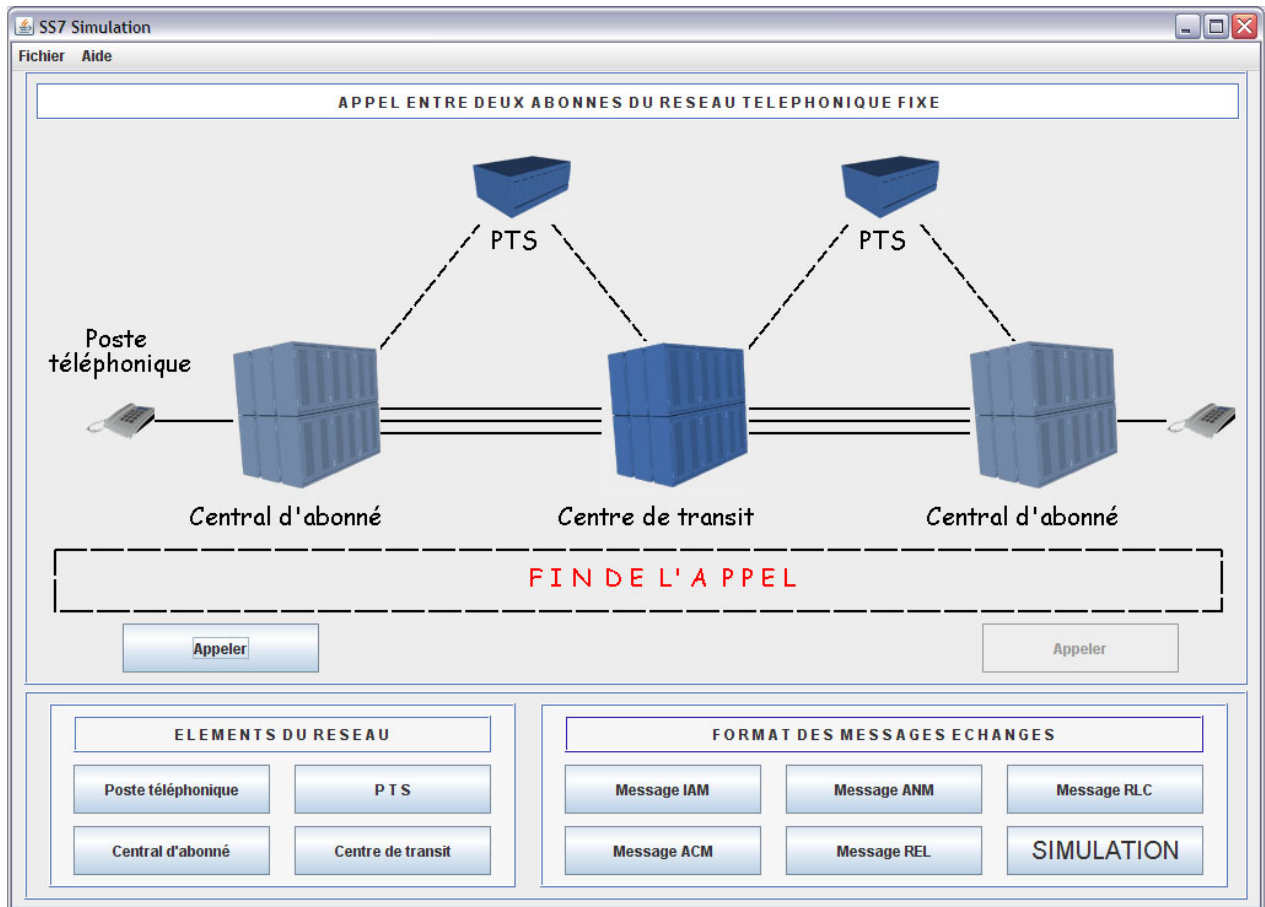 SS7 Simulation
Fichier Aide
APPEL ENTRE DEUX ABONNES DU RESEAU TELEPHONIQUE FIXE
PTS
PTS
Poste
téléphonique
Central d'abonné
Centre de transit
Central d'abonné
FIN DE L'APPEL
Appeler
Appeler
ELEMENTS DU RESEAU
FORMAT DES MESSAGES ECHANGES
Poste téléphonique
P T S
Message IAM
Message ANM
Message RLC
Central d'abonné
Centre de transit
Message ACM
Message REL
SIMULATION